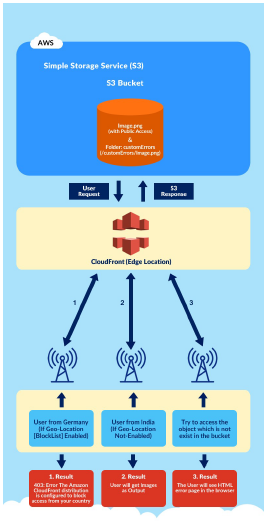 AWS
Simple Storage Service (S3)
S3 Bucket
Image.png
(with Public Access)
&
Folder: customErrors
(/customErrors/Image.png)
User
Request
S3
Response
CloudFront (Edge Location)
1
2
3
User from Germany
(If Geo-Location
[BlockList] Enabled)
User from India
(If Geo-Location
Not-Enabled)
Try to access the
object which is not
exist in the bucket
1. Result
403: Error The Amazon
CloudFront distribution
is configured to block
access from your country
2. Result
User will get Images
as Output
3. Result
The User will see HTML
error page in the browser